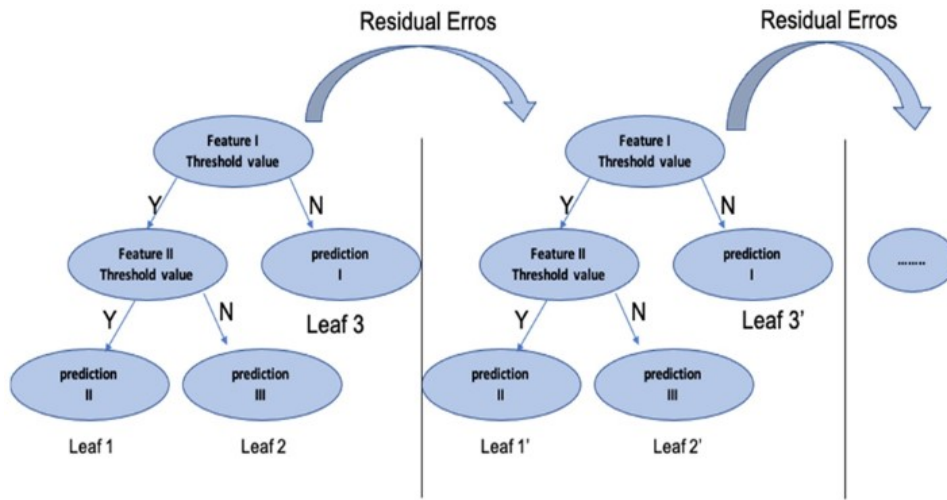 Residual Erros
Residual Erros
Feature I
Threshold value
Y
N
Feature II
Threshold value
prediction
I
Leaf 3
Y
N
prediction
II
prediction
III
Leaf 1
Leaf 2
Feature I
Threshold value
Y
N
Feature II
Threshold value
prediction
I
Leaf 3’
Y
N
prediction
II
prediction
III
Leaf 1’
Leaf 2’
........